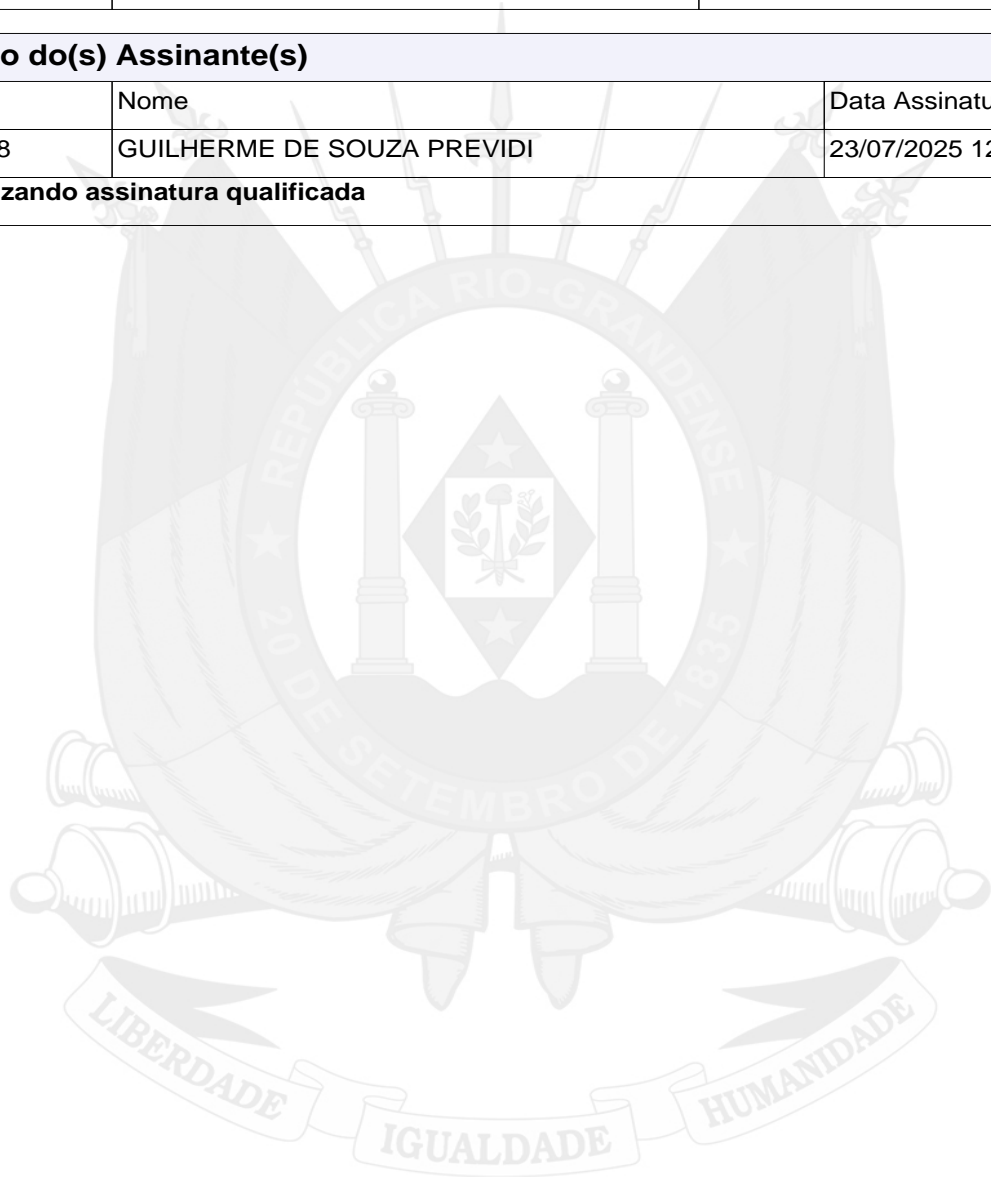 o do(s) Assinante(s)
Nome
Data Assinatu
8
GUILHERME DE SOUZA PREVIDI
23/07/2025 12
zando assinatura qualificada
REPÚBLICA RIO-GRANDENSE
20 DE SETEMBRO DE 1835
LIBERDADE
IGUALDADE
HUMANIDADE